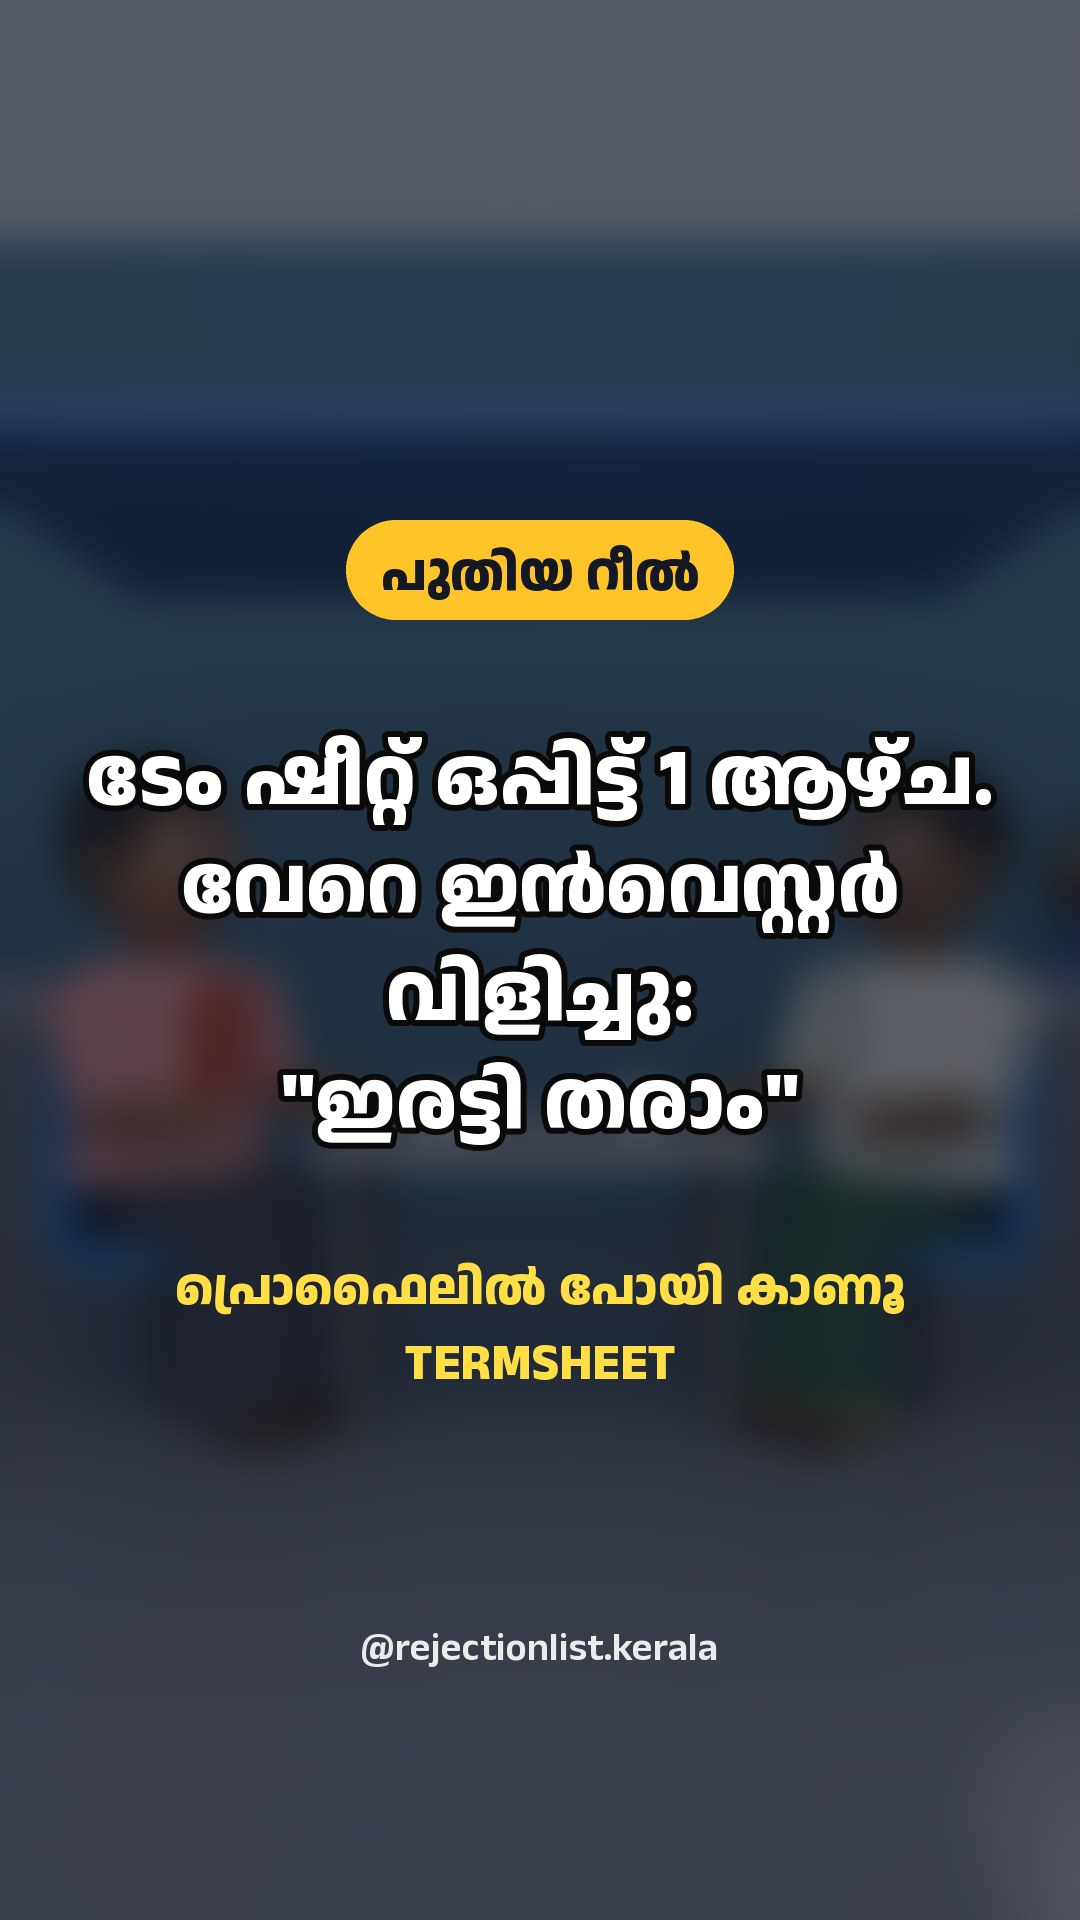 പുതിയ റീൽ
ടേം ഷീറ്റ് ഒപ്പിട്ട് 1 ആഴ്ച.
വേറെ ഇൻവെസ്റ്റർ
വിളിച്ചു:
"ഇരട്ടി തരാം"
പ്രൊഫൈലിൽ പോയി കാണൂ
TERMSHEET
@rejectionlist.kerala